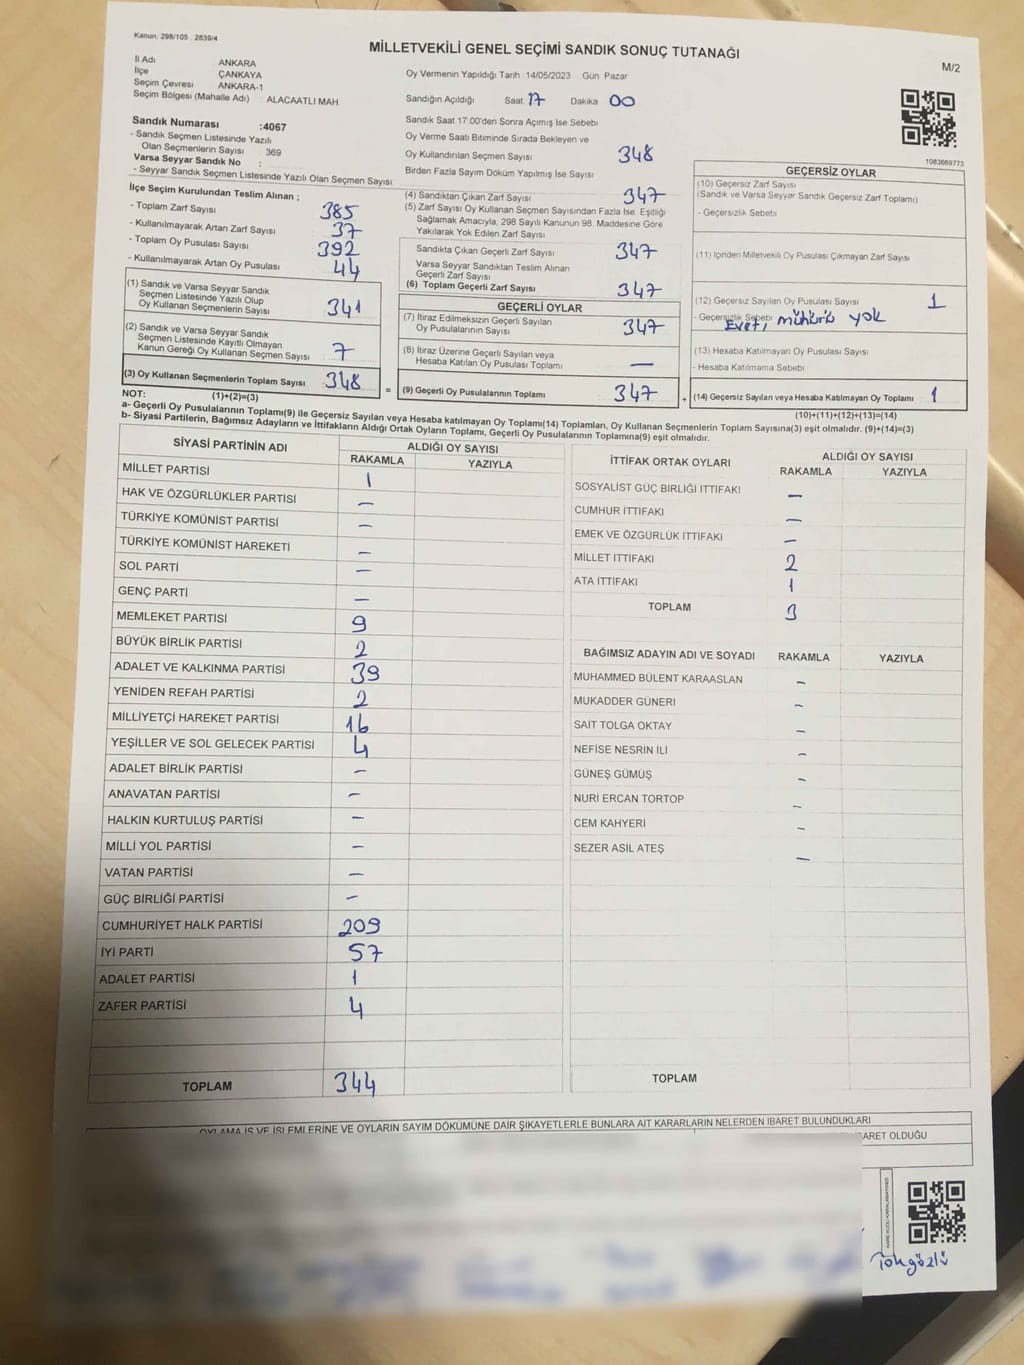 Kanun. 298/105 . 2839/4
MİLLETVEKİLİ GENEL SEÇİMİ SANDIK SONUÇ TUTANAĞI
M/2
İl Adı ANKARA
İlçe ÇANKAYA
Seçim Çevresi ANKARA-1
Seçim Bölgesi (Mahalle Adı) : ALACAATLI MAH.
Oy Vermenin Yapıldığı Tarih 14/05/2023 Gün Pazar
Sandığın Açıldığı Saat 17 Dakika 00
Sandık Saat 17:00'den Sonra Açımış İse Sebebi
Sandık Numarası :4067
- Sandık Seçmen Listesinde Yazılı
Olan Seçmenlerin Sayısı : 369
Varsa Seyyar Sandık No :
- Seyyar Sandık Seçmen Listesinde Yazılı Olan Seçmen Sayısı
Oy Verme Saati Bitiminde Sırada Bekleyen ve
Oy Kullandırılan Seçmen Sayısı 348
Birden Fazla Sayım Döküm Yapılmış İse Sayısı
1083669773
İlçe Seçim Kurulundan Teslim Alınan ;
- Toplam Zarf Sayısı 385
- Kullanılmayarak Artan Zarf Sayısı 37
- Toplam Oy Pusulası Sayısı 392
- Kullanılmayarak Artan Oy Pusulası 44
(1) Sandık ve Varsa Seyyar Sandık
Seçmen Listesinde Yazılı Olup
Oy Kullanan Seçmenlerin Sayısı 341
(2) Sandık ve Varsa Seyyar Sandık
Seçmen Listesinde Kayıtlı Olmayan
Kanun Gereği Oy Kullanan Seçmen Sayısı 7
(3) Oy Kullanan Seçmenlerin Toplam Sayısı 348
(4) Sandıktan Çıkan Zarf Sayısı 347
(5) Zarf Sayısı Oy Kullanan Seçmen Sayısından Fazla İse, Eşitliği
Sağlamak Amacıyla, 298 Sayılı Kanunun 98. Maddesine Göre
Yakılarak Yok Edilen Zarf Sayısı
Sandıkta Çıkan Geçerli Zarf Sayısı 347
Varsa Seyyar Sandıktan Teslim Alınan
Geçerli Zarf Sayısı
(6) Toplam Geçerli Zarf Sayısı 347
GEÇERLİ OYLAR
(7) İtiraz Edilmeksizin Geçerli Sayılan
Oy Pusulalarının Sayısı 347
(8) İtiraz Üzerine Geçerli Sayılan veya
Hesaba Katılan Oy Pusulası Toplamı —
= (9) Geçerli Oy Pusulalarının Toplamı 347
GEÇERSİZ OYLAR
(10) Geçersiz Zarf Sayısı
(Sandık ve Varsa Seyyar Sandık Geçersiz Zarf Toplamı)
- Geçersizlik Sebebi
(11) İçinden Milletvekili Oy Pusulası Çıkmayan Zarf Sayısı
(12) Geçersiz Sayılan Oy Pusulası Sayısı 1
- Geçersizlik Sebebi Evet, mührü yok
(13) Hesaba Katılmayan Oy Pusulası Sayısı
- Hesaba Katılmama Sebebi
+ (14) Geçersiz Sayılan veya Hesaba Katılmayan Oy Toplamı 1
NOT: (1)+(2)=(3)
(10)+(11)+(12)+(13)=(14)
a- Geçerli Oy Pusulalarının Toplamı(9) ile Geçersiz Sayılan veya Hesaba katılmayan Oy Toplamı(14) Toplamları, Oy Kullanan Seçmenlerin Toplam Sayısına(3) eşit olmalıdır. (9)+(14)=(3)
b- Siyasi Partilerin, Bağımsız Adayların ve İttifakların Aldığı Ortak Oyların Toplamı, Geçerli Oy Pusulalarının Toplamına(9) eşit olmalıdır.
SİYASİ PARTİNİN ADI ALDIĞI OY SAYISI
RAKAMLA YAZIYLA
MİLLET PARTİSİ 1
HAK VE ÖZGÜRLÜKLER PARTİSİ —
TÜRKİYE KOMÜNİST PARTİSİ —
TÜRKİYE KOMÜNİST HAREKETİ —
SOL PARTİ —
GENÇ PARTİ —
MEMLEKET PARTİSİ 9
BÜYÜK BİRLİK PARTİSİ 2
ADALET VE KALKINMA PARTİSİ 39
YENİDEN REFAH PARTİSİ 2
MİLLİYETÇİ HAREKET PARTİSİ 16
YEŞİLLER VE SOL GELECEK PARTİSİ 4
ADALET BİRLİK PARTİSİ —
ANAVATAN PARTİSİ —
HALKIN KURTULUŞ PARTİSİ —
MİLLİ YOL PARTİSİ —
VATAN PARTİSİ —
GÜÇ BİRLİĞİ PARTİSİ —
CUMHURİYET HALK PARTİSİ 209
İYİ PARTİ 57
ADALET PARTİSİ 1
ZAFER PARTİSİ 4
TOPLAM 344
İTTİFAK ORTAK OYLARI ALDIĞI OY SAYISI
RAKAMLA YAZIYLA
SOSYALİST GÜÇ BİRLİĞİ İTTİFAKI —
CUMHUR İTTİFAKI —
EMEK VE ÖZGÜRLÜK İTTİFAKI —
MİLLET İTTİFAKI 2
ATA İTTİFAKI 1
TOPLAM 3
BAĞIMSIZ ADAYIN ADI VE SOYADI RAKAMLA YAZIYLA
MUHAMMED BÜLENT KARAASLAN —
MUKADDER GÜNERİ —
SAİT TOLGA OKTAY —
NEFİSE NESRİN İLİ —
GÜNEŞ GÜMÜŞ —
NURİ ERCAN TORTOP —
CEM KAHYERİ —
SEZER ASIL ATEŞ —
TOPLAM
OYLAMA İŞ VE İŞLEMLERİNE VE OYLARIN SAYIM DÖKÜMÜNE DAİR ŞİKAYETLERLE BUNLARA AİT KARARLARIN NELERDEN İBARET BULUNDUKLARI
BARET OLDUĞU
Tokgözlü